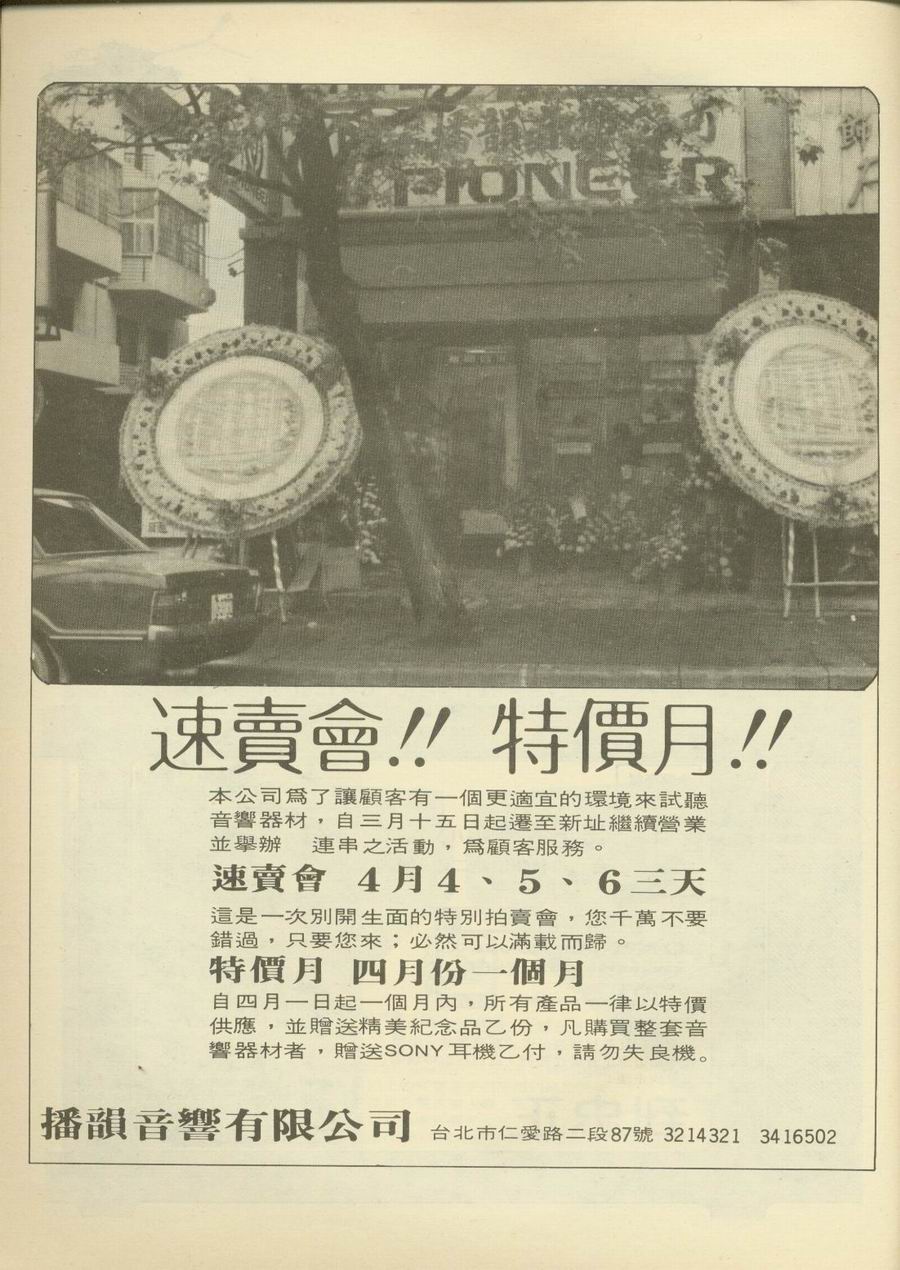 PIONEER
速賣會!! 特價月!!
本公司爲了讓顧客有一個更適宜的環境來試聽
音響器材，自三月十五日起遷至新址繼續營業
並舉辦 連串之活動，爲顧客服務。
速賣會 4月4、5、6三天
這是一次別開生面的特別拍賣會，您千萬不要
錯過，只要您來；必然可以滿載而歸。
特價月 四月份一個月
自四月一日起一個月內，所有產品一律以特價
供應，並贈送精美紀念品乙份，凡購買整套音
響器材者，贈送SONY耳機乙付，請勿失良機。
播韻音響有限公司 台北市仁愛路二段87號 3214321 3416502